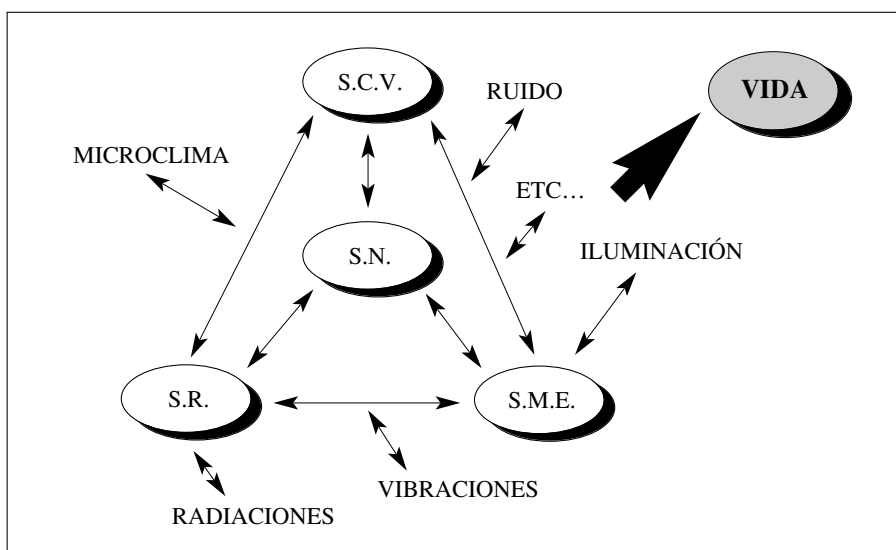 S.C.V.
VIDA
RUIDO
MICROCLIMA
ETC…
S.N.
ILUMINACIÓN
S.R.
S.M.E.
VIBRACIONES
RADIACIONES